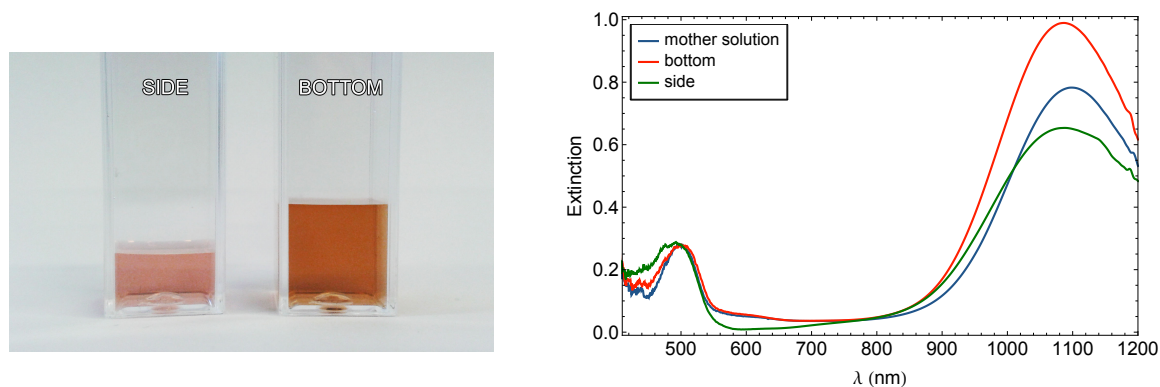 SIDE
BOTTOM
mother solution
bottom
side
Extinction
1.0
0.8
0.6
0.4
0.2
0.0
500
600
700
800
900
1000
1100
1200
λ (nm)